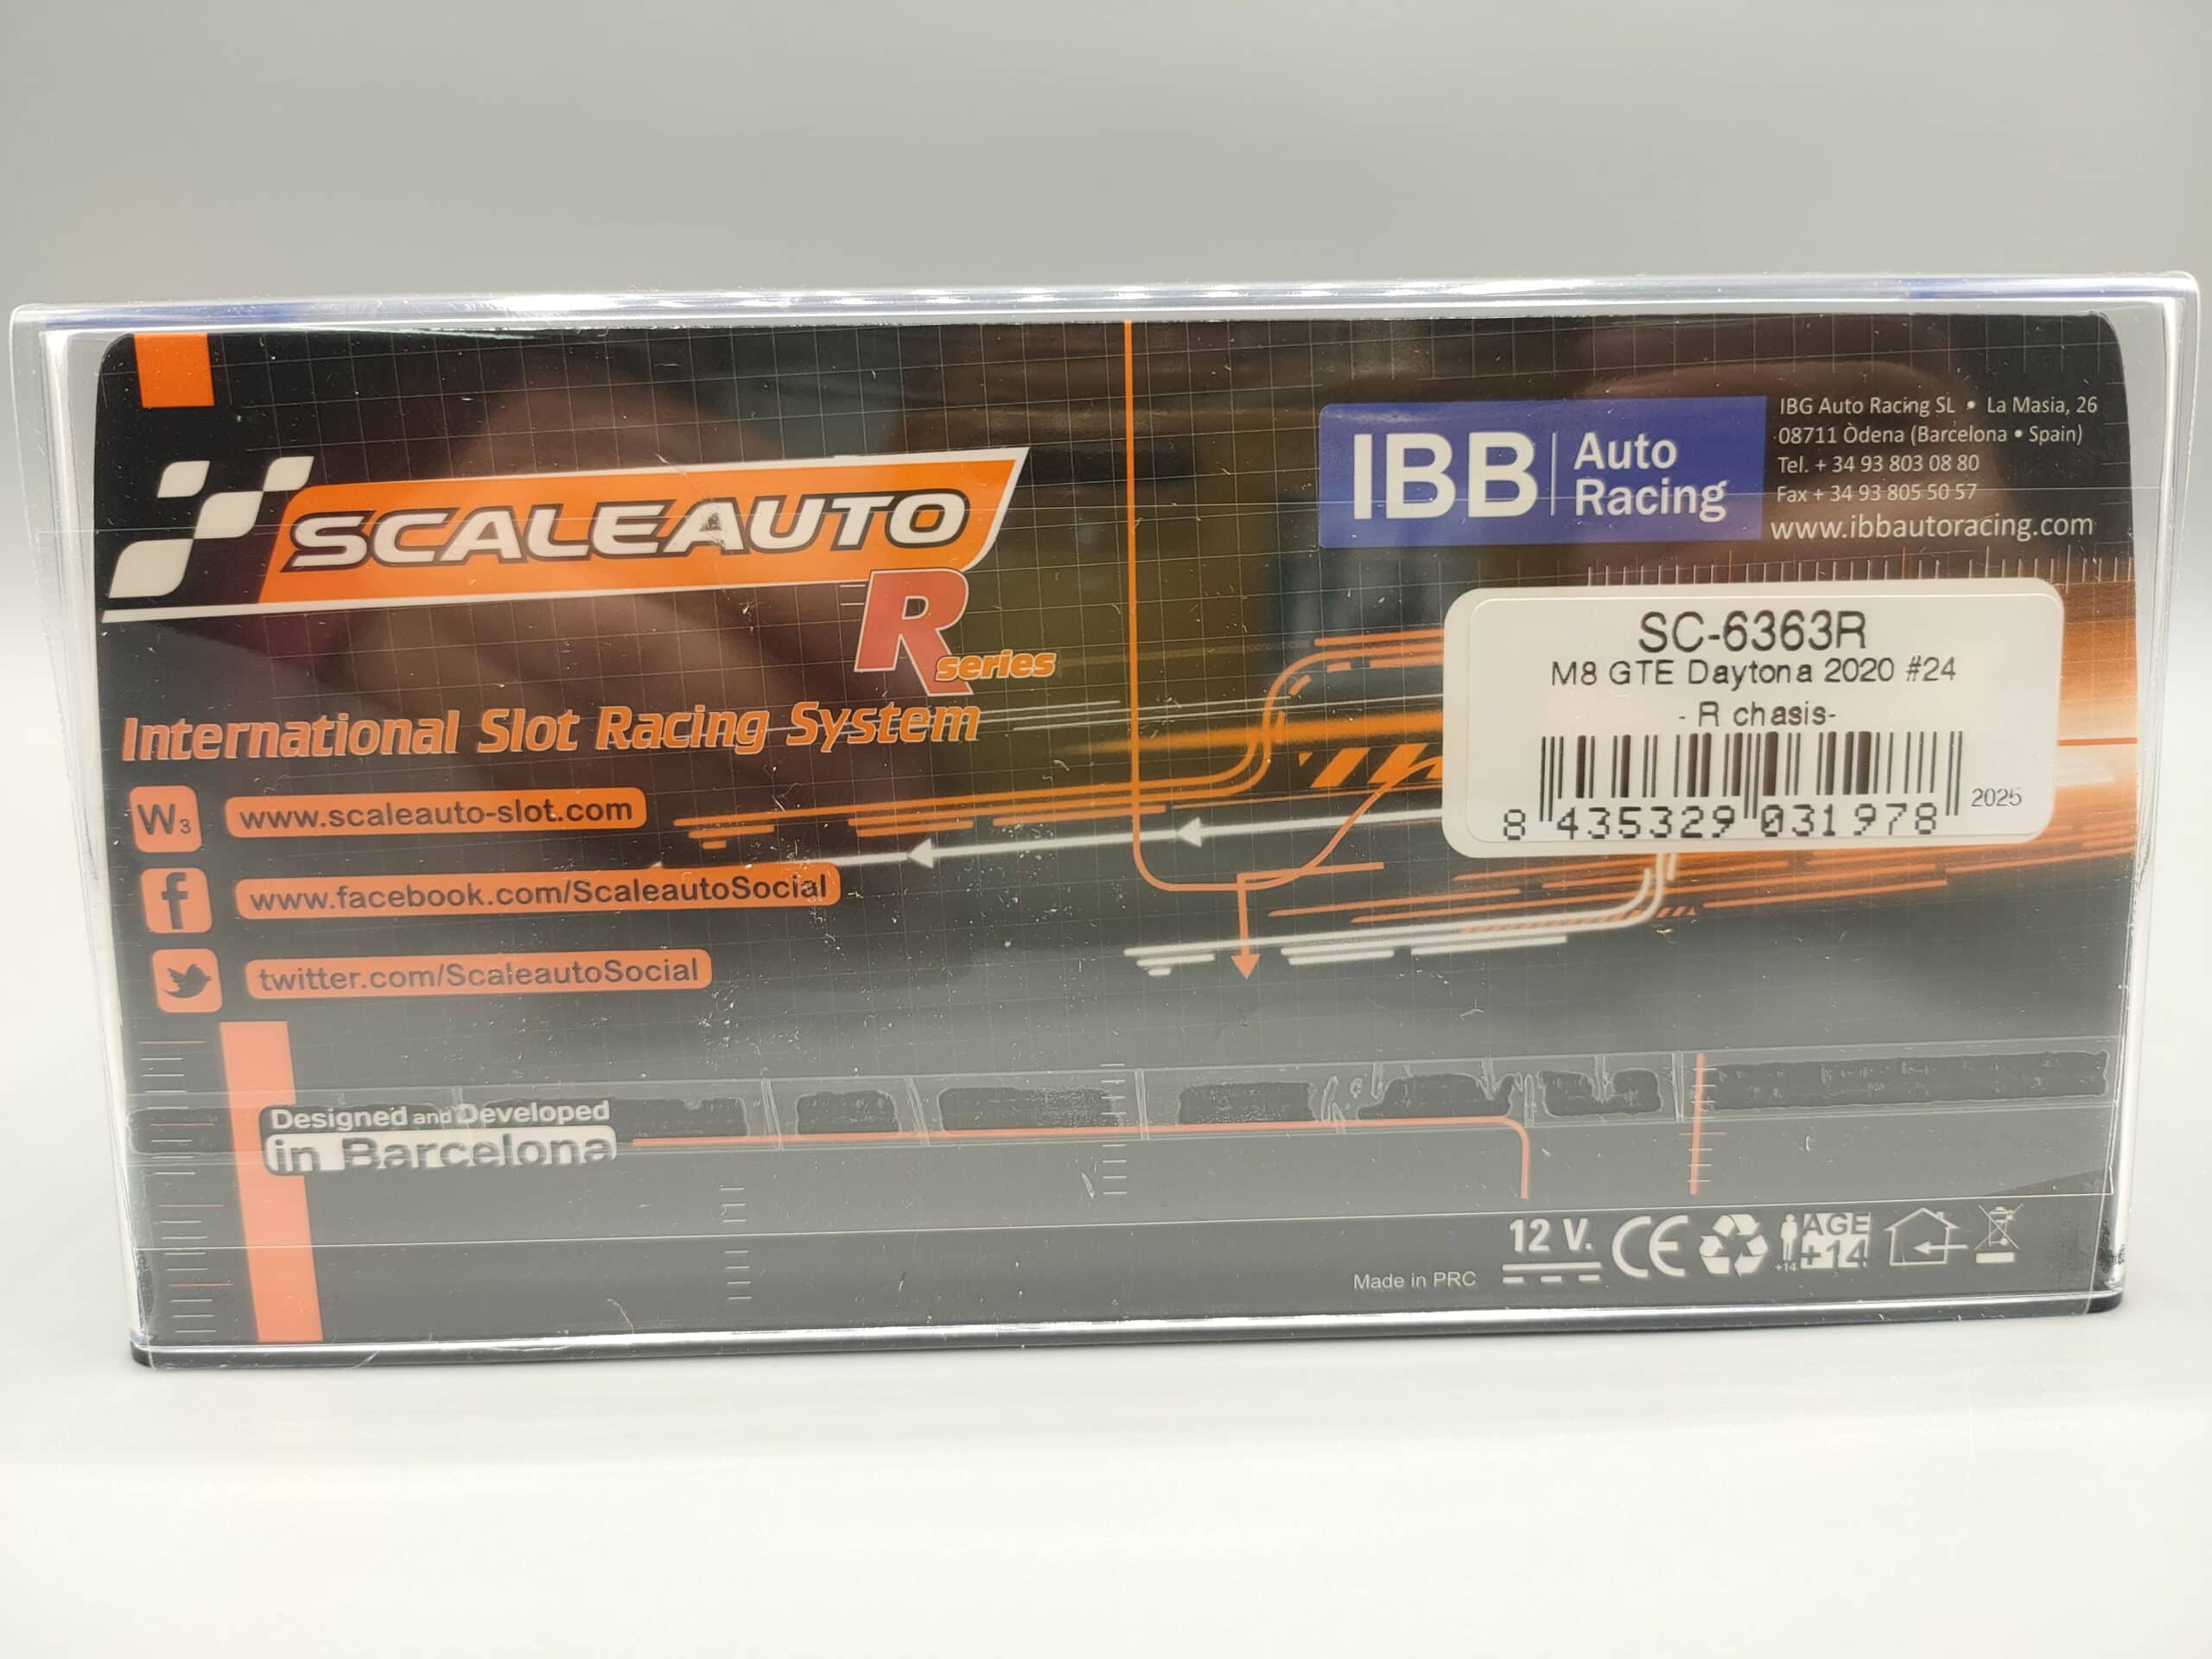 SCALEAUTO
R series
International Slot Racing System
W3 www.scaleauto-slot.com
f www.facebook.com/ScaleautoSocial
twitter.com/ScaleautoSocial
Designed and Developed
in Barcelona
IBB Auto Racing
IBG Auto Racing SL • La Masia, 26
08711 Òdena (Barcelona • Spain)
Tel. + 34 93 803 08 80
Fax + 34 93 805 50 57
www.ibbautoracing.com
SC-6363R
M8 GTE Daytona 2020 #24
- R chasis-
8 435329 031978 2025
Made in PRC 12 V. CE +14 AGE +14